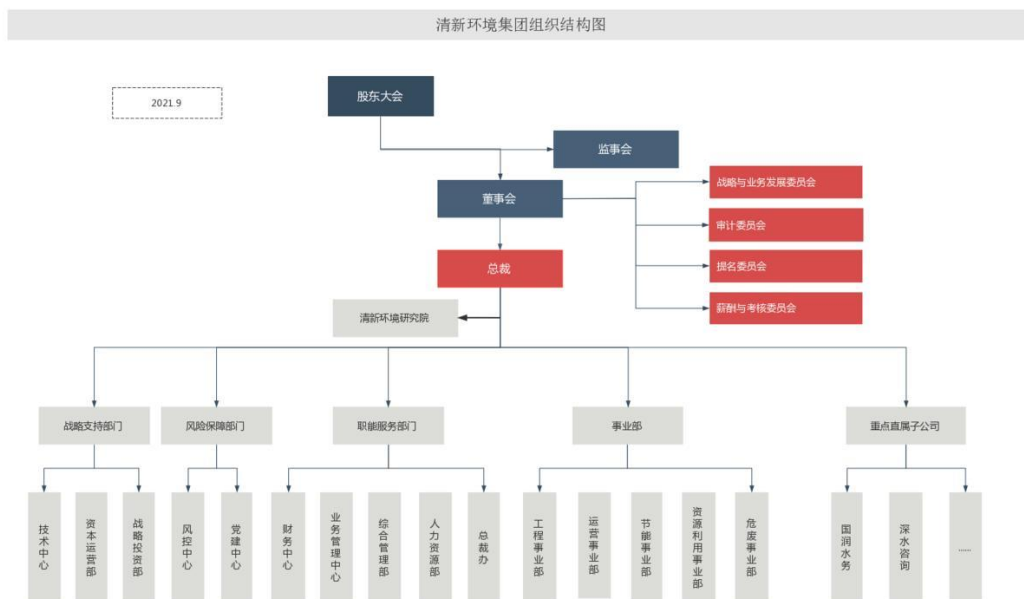 清新环境集团组织结构图
2021.9
股东大会
监事会
董事会
战略与业务发展委员会
审计委员会
提名委员会
薪酬与考核委员会
总裁
清新环境研究院
战略支持部门
风险保障部门
职能服务部门
事业部
重点直属子公司
技术中心
资本运营部
战略投资部
风控中心
党建中心
财务中心
业务管理中心
综合管理部
人力资源部
总裁办
工程事业部
运营事业部
节能事业部
资源利用事业部
危废事业部
国润水务
深水咨询
......